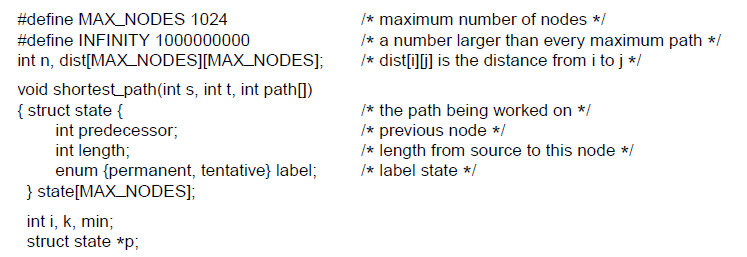 #define MAX_NODES 1024 /* maximum number of nodes */
#define INFINITY 1000000000 /* a number larger than every maximum path */
int n, dist[MAX_NODES][MAX_NODES]; /* dist[i][j] is the distance from i to j */
void shortest_path(int s, int t, int path[])
{ struct state { /* the path being worked on */
int predecessor; /* previous node */
int length; /* length from source to this node */
enum {permanent, tentative} label; /* label state */
} state[MAX_NODES];
int i, k, min;
struct state *p;